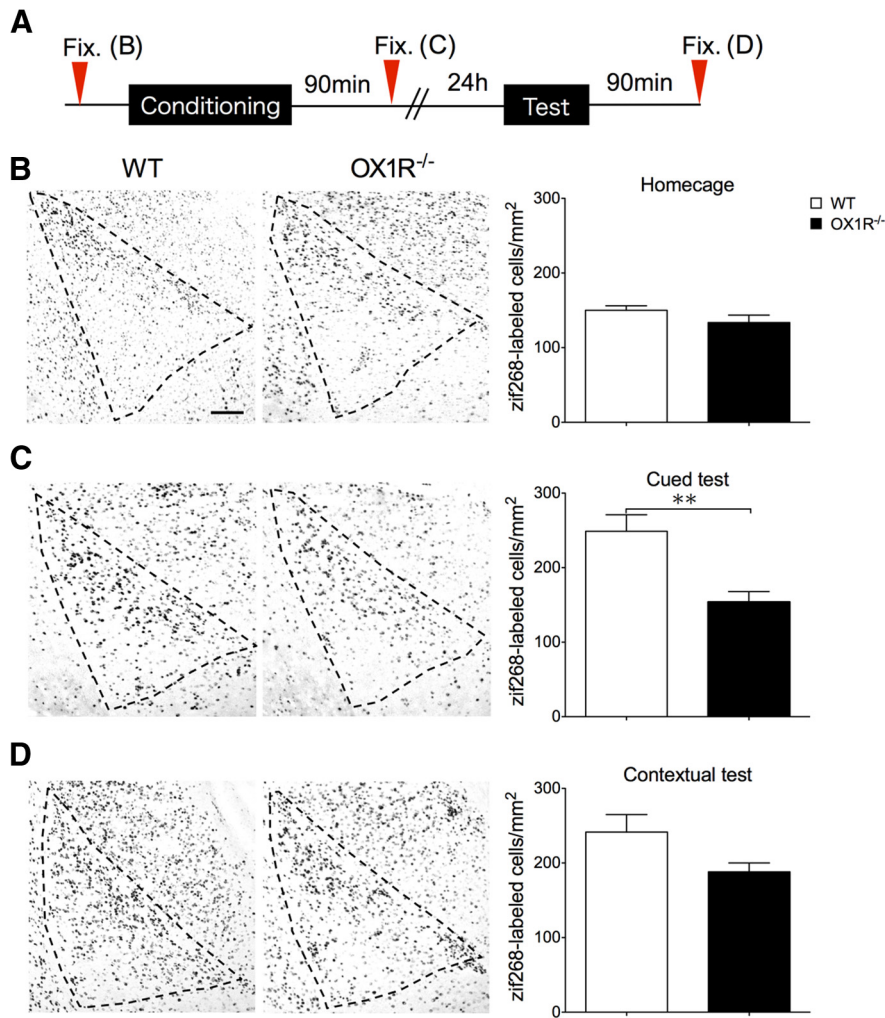 A
Fix. (B) Fix. (C) Fix. (D)
90min 24h 90min
Conditioning Test
WT OX1R-/-
B
Homecage
WT
OX1R-/-
zif268-labeled cells/mm2
300
200
100
0
C
Cued test
**
zif268-labeled cells/mm2
300
200
100
0
D
Contextual test
zif268-labeled cells/mm2
300
200
100
0